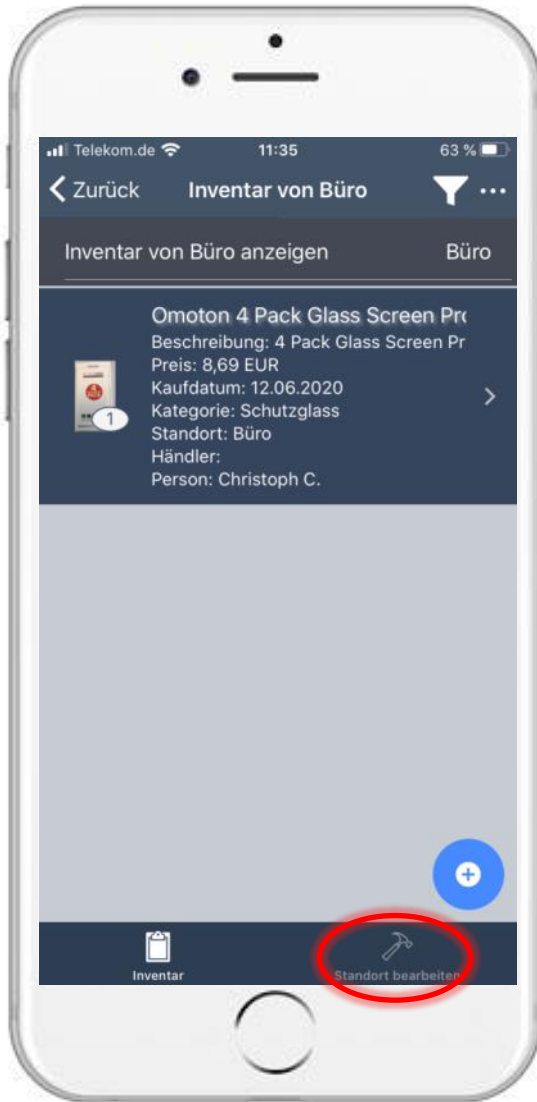 Telekom.de 11:35 63 %
Zurück Inventar von Büro ...
Inventar von Büro anzeigen Büro
Omoton 4 Pack Glass Screen Pro
Beschreibung: 4 Pack Glass Screen Pr
Preis: 8,69 EUR
Kaufdatum: 12.06.2020
Kategorie: Schutzglass
1
Standort: Büro
Händler:
Person: Christoph C.
Inventar Standort bearbeiten